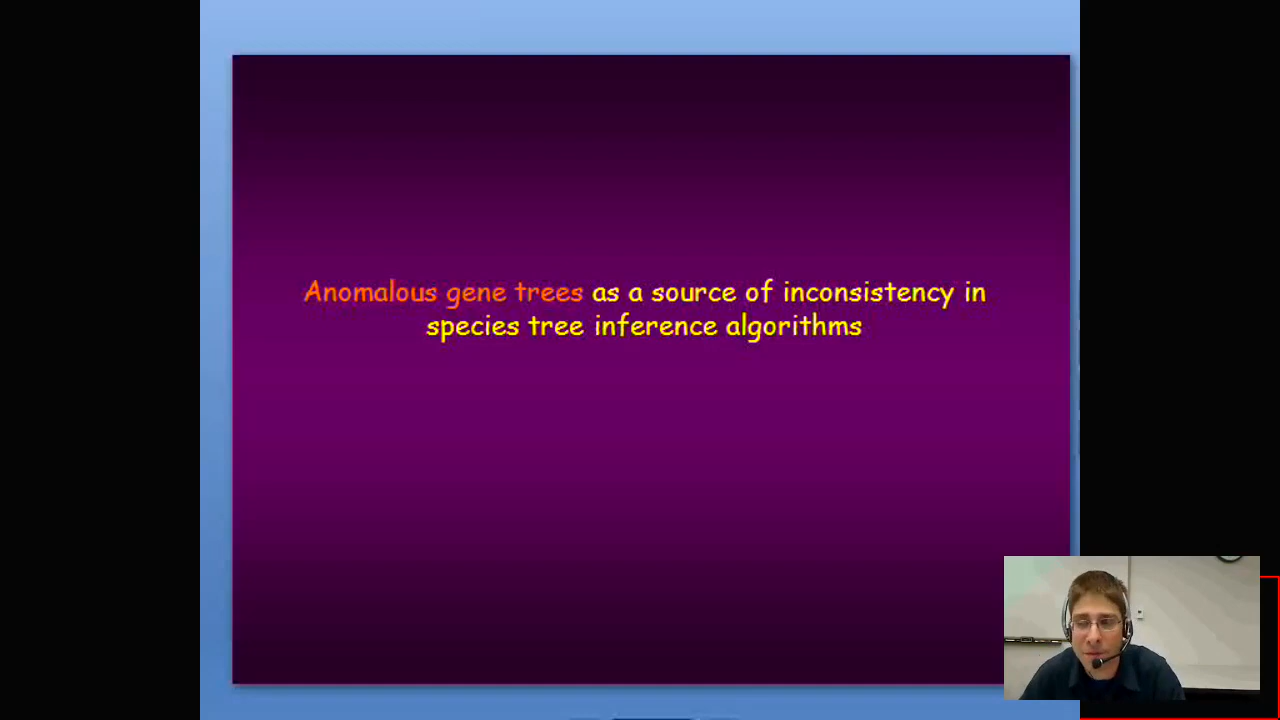 Anomalous gene trees as a source of inconsistency in
species tree inference algorithms